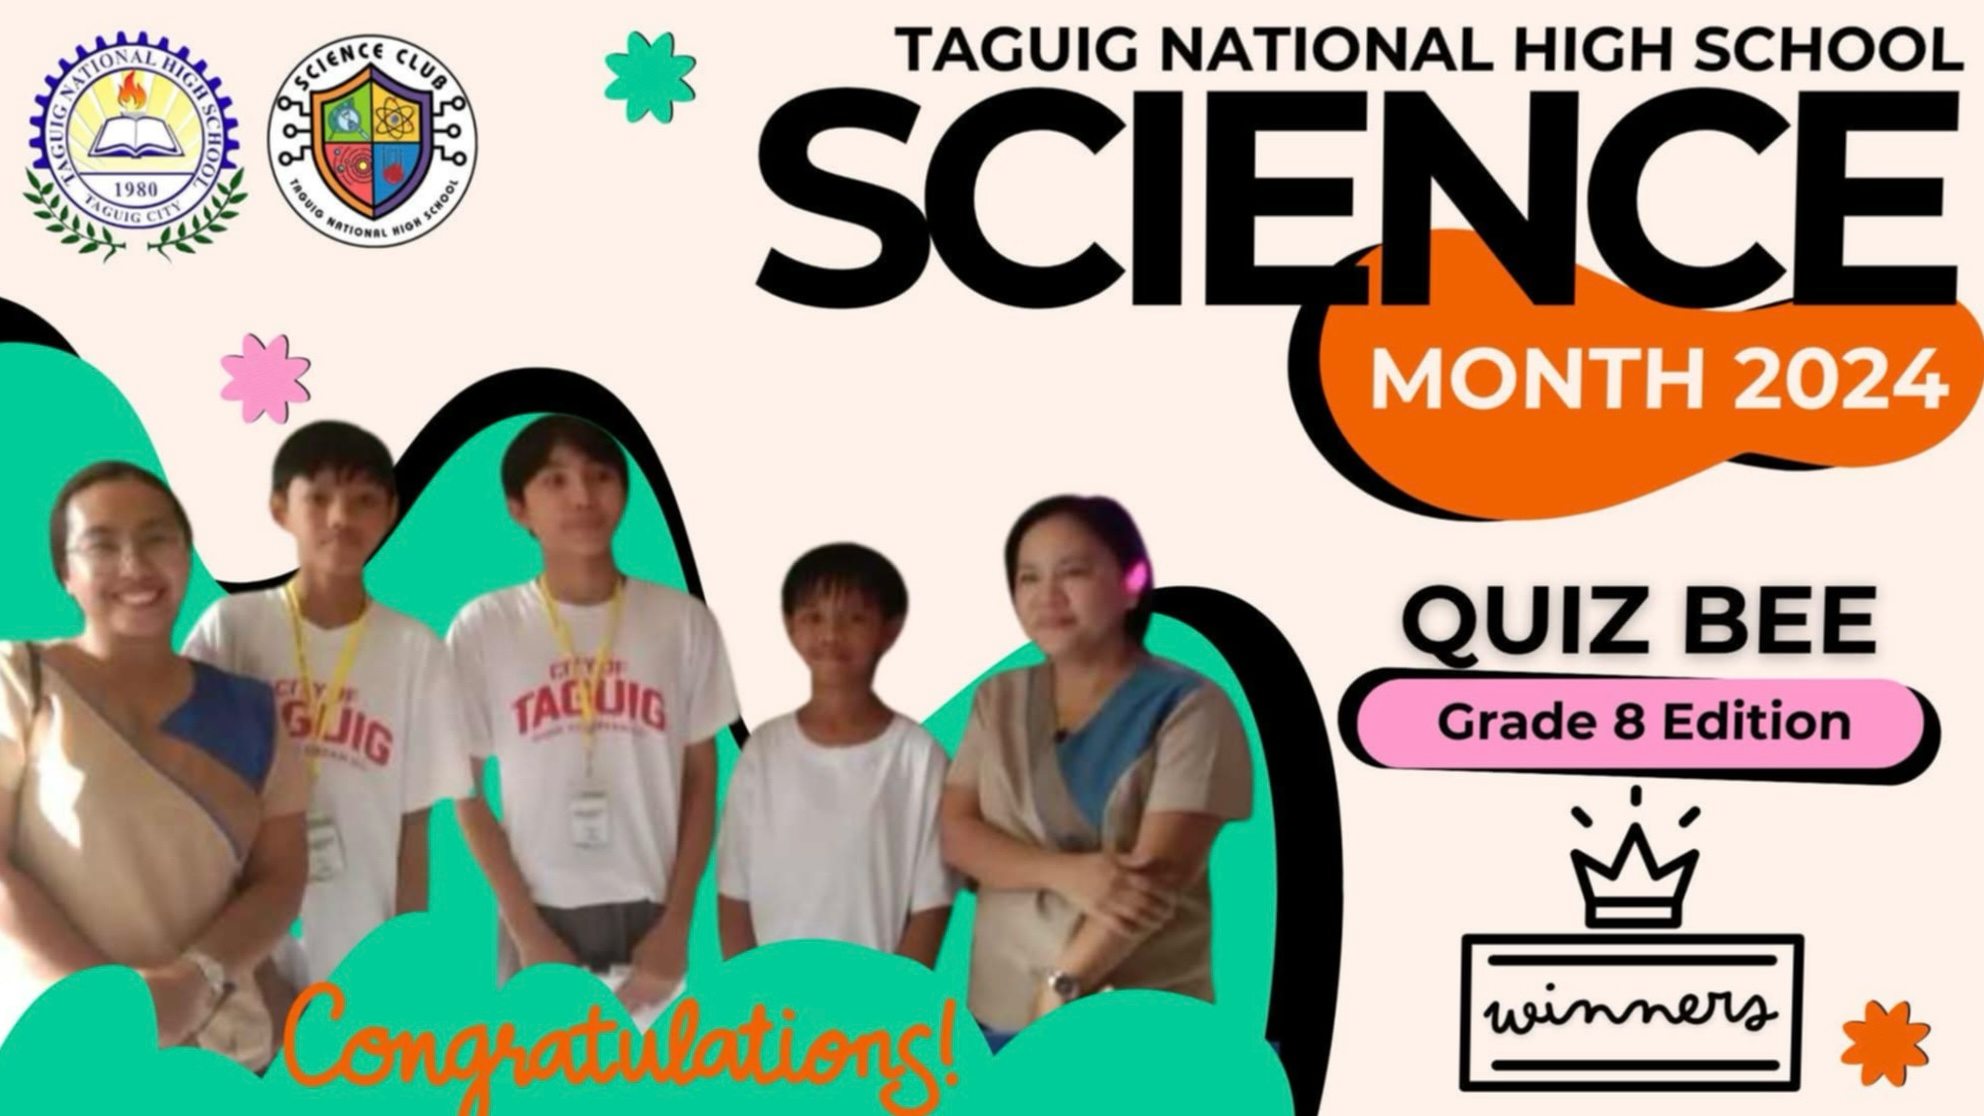 TAGUIG NATIONAL HIGH SCHOOL
1980
TAGUIG CITY
SCIENCE CLUB
TAGUIG NATIONAL HIGH SCHOOL
TAGUIG NATIONAL HIGH SCHOOL
SCIENCE
MONTH 2024
CITY OF
GUIG
CITY OF
TAGUIG
QUIZ BEE
Grade 8 Edition
winners
Congratulations!